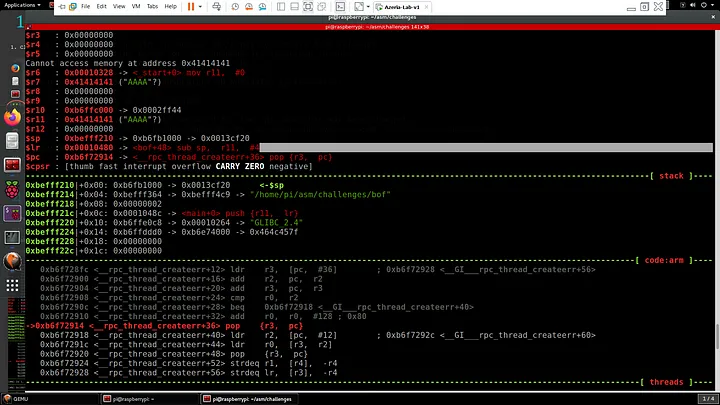 Applications
File View VM Tabs Help
Azeria-Lab-v1
pi@raspberrypi: ~/asm/challenges
pi@raspberrypi: ~/asm/challenges 141x38
$r3 : 0x00000000
$r4 : 0x00000000
$r5 : 0x00000000
Cannot access memory at address 0x41414141
$r6 : 0x00010328 -> <_start+0> mov r11, #0
$r7 : 0x41414141 ("AAAA"?)
$r8 : 0x00000000
$r9 : 0x00000000
$r10 : 0xb6ffc000 -> 0x0002ff44
$r11 : 0x41414141 ("AAAA"?)
$r12 : 0x00000000
$sp : 0xbefff210 -> 0xb6fb1000 -> 0x0013cf20
$lr : 0x00010480 -> <bof+48> sub sp, r11, #4
$pc : 0xb6f72914 -> <__rpc_thread_createerr+36> pop {r3, pc}
$cpsr : [thumb fast interrupt overflow CARRY ZERO negative]
[ stack ]
0xbefff210|+0x00: 0xb6fb1000 -> 0x0013cf20 <-$sp
0xbefff214|+0x04: 0xbefff364 -> 0xbefff4c9 -> "/home/pi/asm/challenges/bof"
0xbefff218|+0x08: 0x00000002
0xbefff21c|+0x0c: 0x0001048c -> <main+0> push {r11, lr}
0xbefff220|+0x10: 0xb6ffe0c8 -> 0x00010264 -> "GLIBC_2.4"
0xbefff224|+0x14: 0xb6ffddd0 -> 0xb6e74000 -> 0x464c457f
0xbefff228|+0x18: 0x00000000
0xbefff22c|+0x1c: 0x00000000
[ code:arm ]
0xb6f728fc <__rpc_thread_createerr+12> ldr r3, [pc, #36] ; 0xb6f72928 <__GI___rpc_thread_createerr+56>
0xb6f72900 <__rpc_thread_createerr+16> add r2, pc, r2
0xb6f72904 <__rpc_thread_createerr+20> add r3, pc, r3
0xb6f72908 <__rpc_thread_createerr+24> cmp r0, r2
0xb6f7290c <__rpc_thread_createerr+28> beq 0xb6f72918 <__GI___rpc_thread_createerr+40>
0xb6f72910 <__rpc_thread_createerr+32> add r0, r0, #128 ; 0x80
->0xb6f72914 <__rpc_thread_createerr+36> pop {r3, pc}
0xb6f72918 <__rpc_thread_createerr+40> ldr r2, [pc, #12] ; 0xb6f7292c <__GI___rpc_thread_createerr+60>
0xb6f7291c <__rpc_thread_createerr+44> ldr r0, [r3, r2]
0xb6f72920 <__rpc_thread_createerr+48> pop {r3, pc}
0xb6f72924 <__rpc_thread_createerr+52> strdeq r1, [r4], -r4
0xb6f72928 <__rpc_thread_createerr+56> strdeq lr, [r3], -r4
[ threads ]
QEMU
pi@raspberrypi: ~
pi@raspberrypi: ~/asm/challenges
1 / 4